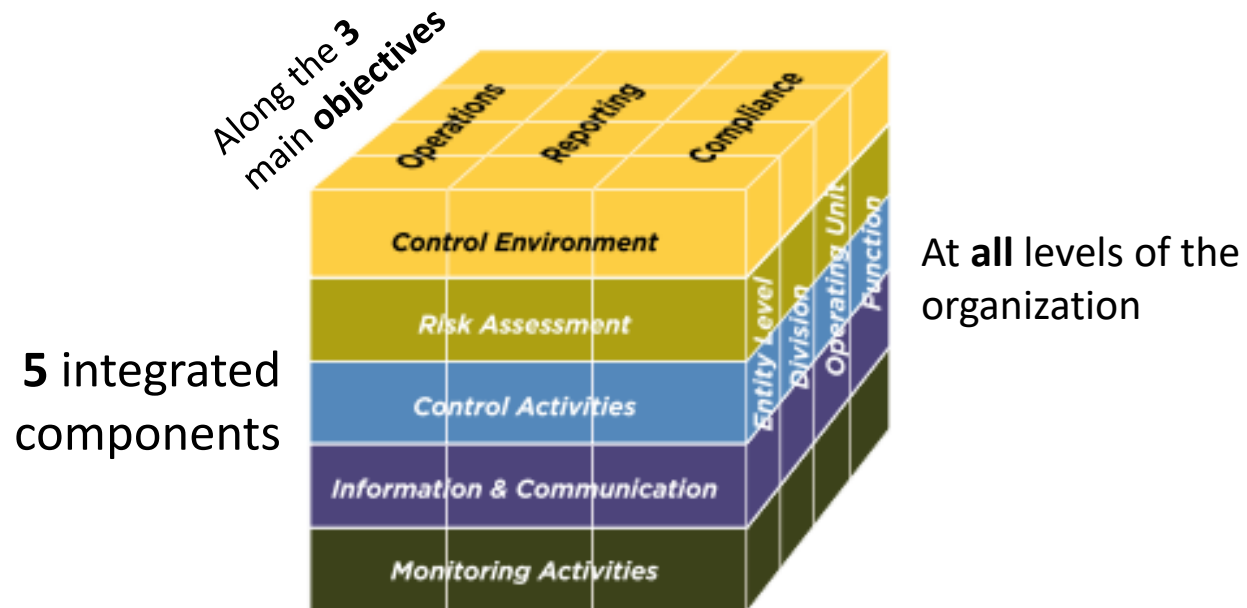 Along the 3
main objectives
Operations
Reporting
Compliance
Control Environment
Risk Assessment
Control Activities
Information & Communication
Monitoring Activities
Entity Level
Division
Operating Unit
Function
5 integrated
components
At all levels of the
organization